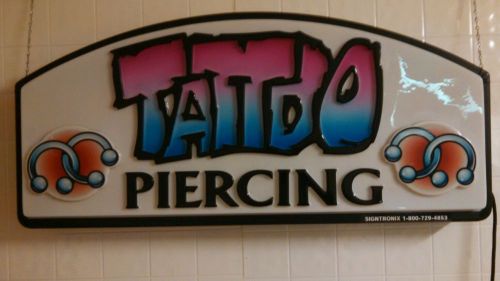 TATTOO
PIERCING
SIGNTRONIX 1-800-729-4853